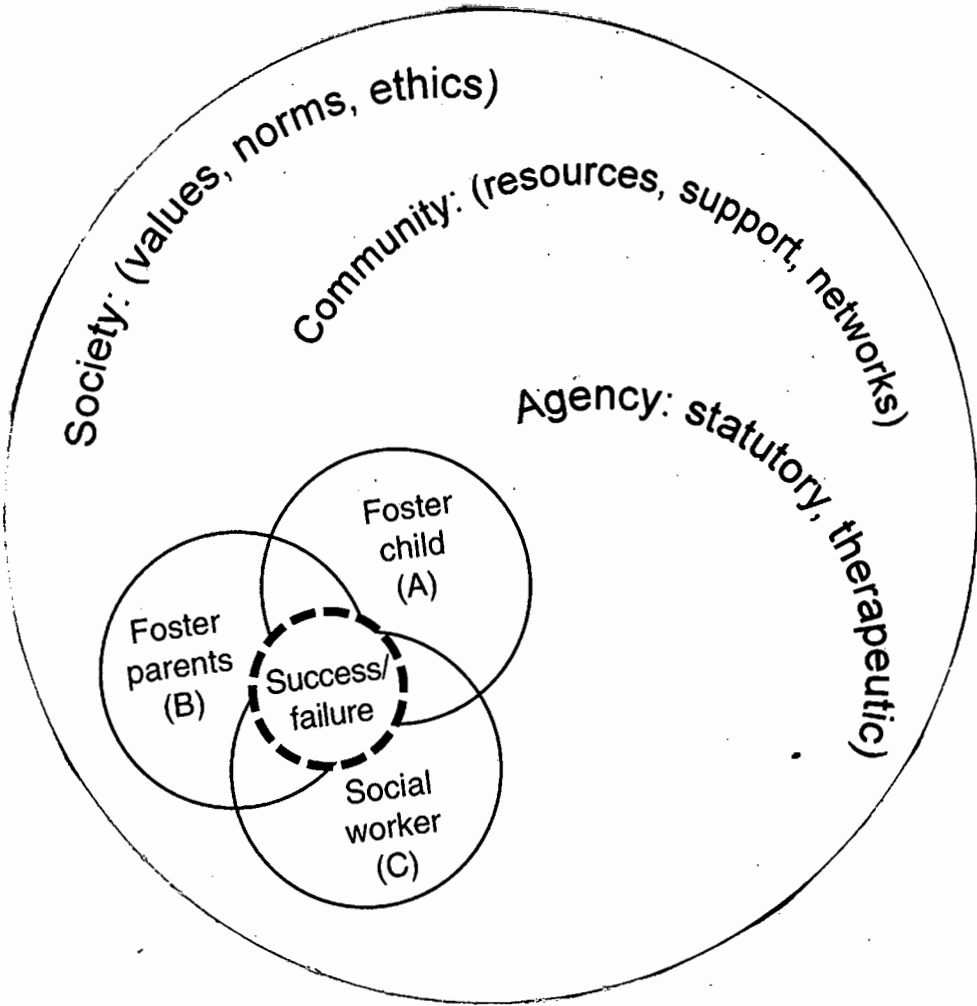 Society: (values, norms, ethics)
Community: (resources, support, networks)
Agency: statutory, therapeutic)
Foster
child
(A)
Foster
parents
(B)
Success/
failure
Social
worker
(C)